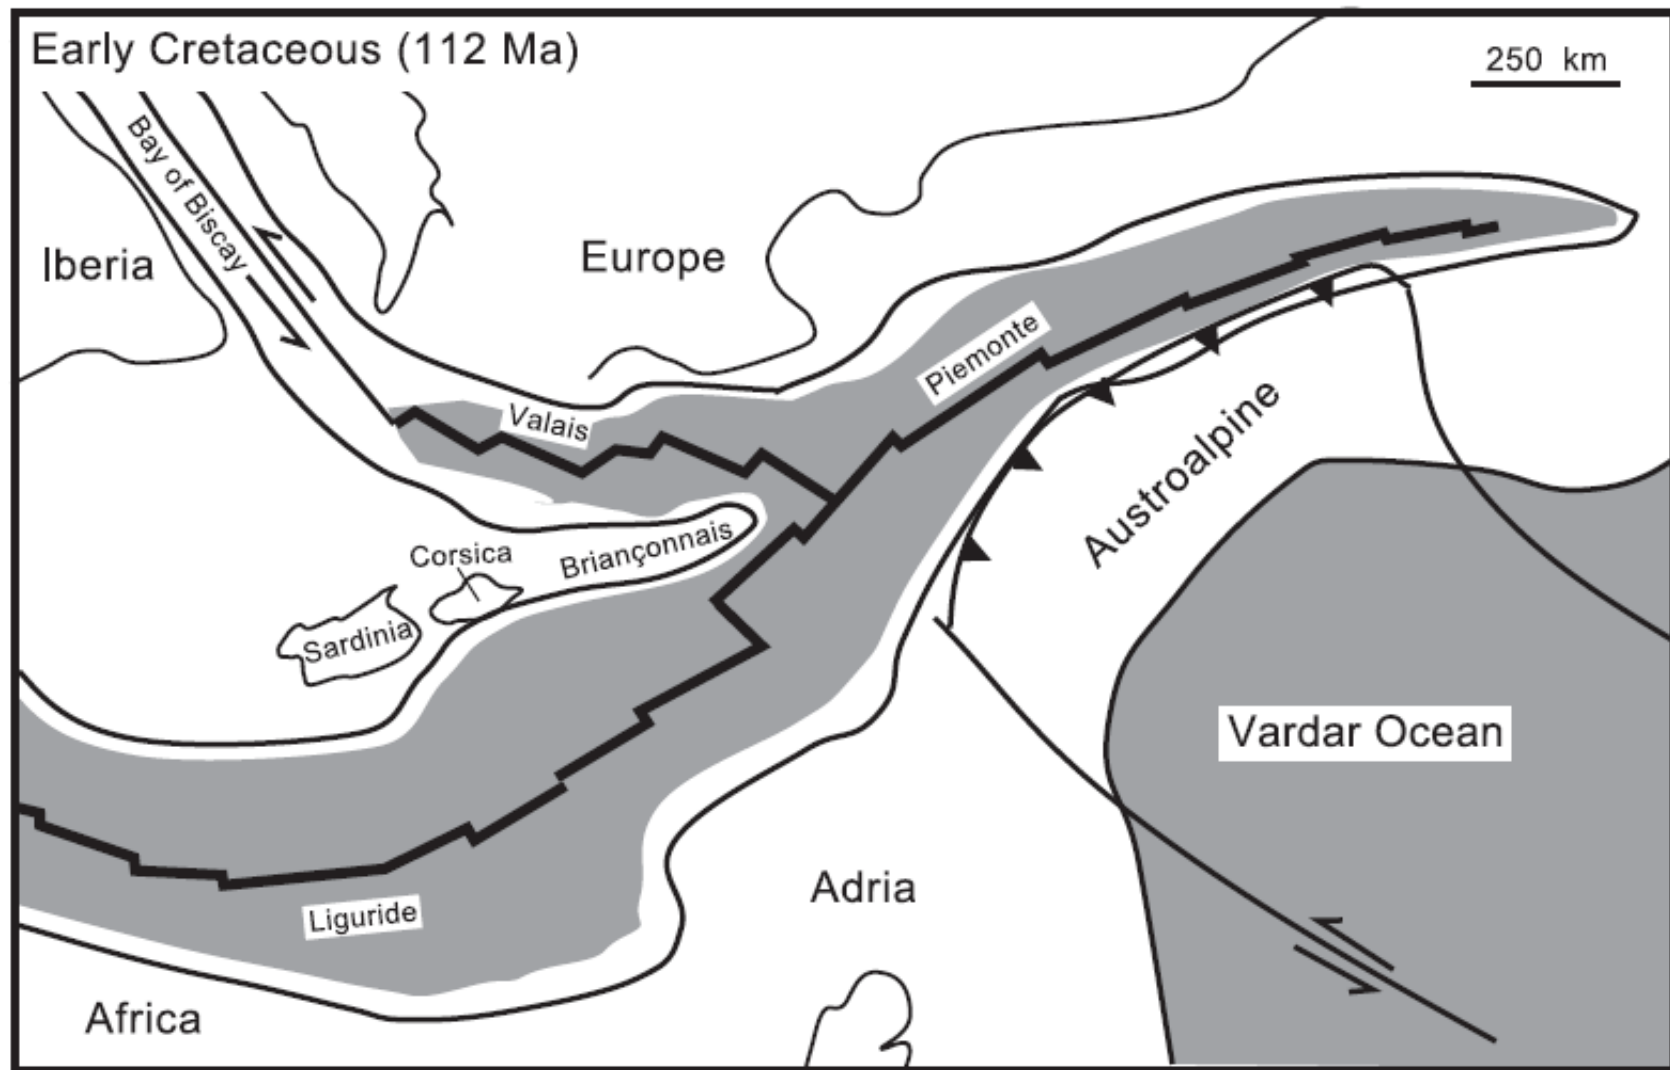 Early Cretaceous (112 Ma)
250 km
Bay of Biscay
Iberia
Europe
Piemonte
Valais
Austroalpine
Corsica
Briançonnais
Sardinia
Vardar Ocean
Adria
Liguride
Africa